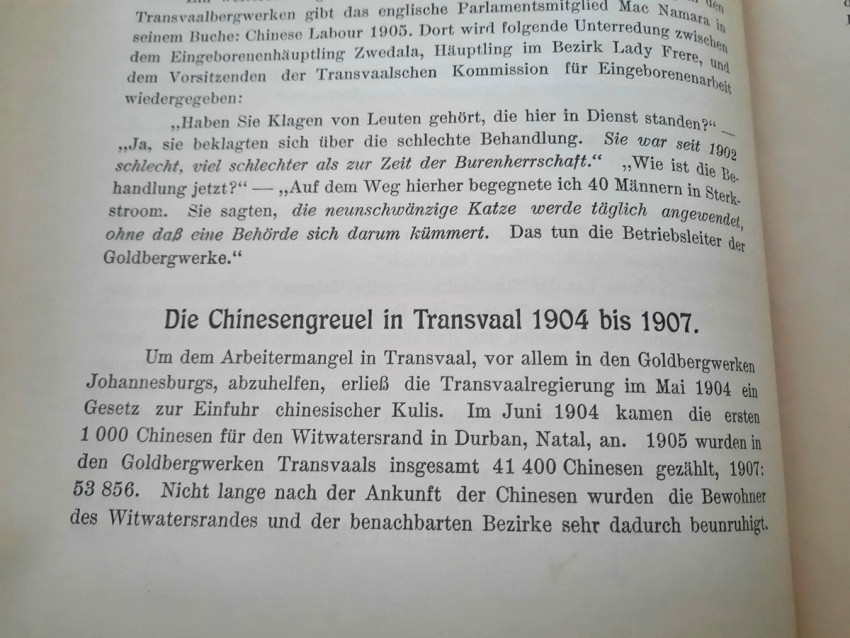 Transvaalbergwerken gibt das englische Parlamentsmitglied Mac Namara in
seinem Buche: Chinese Labour 1905. Dort wird folgende Unterredung zwischen
dem Eingeborenenhäuptling Zwedala, Häuptling im Bezirk Lady Frere, und
dem Vorsitzenden der Transvaalschen Kommission für Eingeborenenarbeit
wiedergegeben:
„Haben Sie Klagen von Leuten gehört, die hier in Dienst standen?“ —
„Ja, sie beklagten sich über die schlechte Behandlung. Sie war seit 1902
schlecht, viel schlechter als zur Zeit der Burenherrschaft.“ „Wie ist die Be-
handlung jetzt?“ — „Auf dem Weg hierher begegnete ich 40 Männern in Sterk-
stroom. Sie sagten, die neunschwänzige Katze werde täglich angewendet,
ohne daß eine Behörde sich darum kümmert. Das tun die Betriebsleiter der
Goldbergwerke.“
Die Chinesengreuel in Transvaal 1904 bis 1907.
Um dem Arbeitermangel in Transvaal, vor allem in den Goldbergwerken
Johannesburgs, abzuhelfen, erließ die Transvaalregierung im Mai 1904 ein
Gesetz zur Einfuhr chinesischer Kulis. Im Juni 1904 kamen die ersten
1 000 Chinesen für den Witwatersrand in Durban, Natal, an. 1905 wurden in
den Goldbergwerken Transvaals insgesamt 41 400 Chinesen gezählt, 1907:
53 856. Nicht lange nach der Ankunft der Chinesen wurden die Bewohner
des Witwatersrandes und der benachbarten Bezirke sehr dadurch beunruhigt,